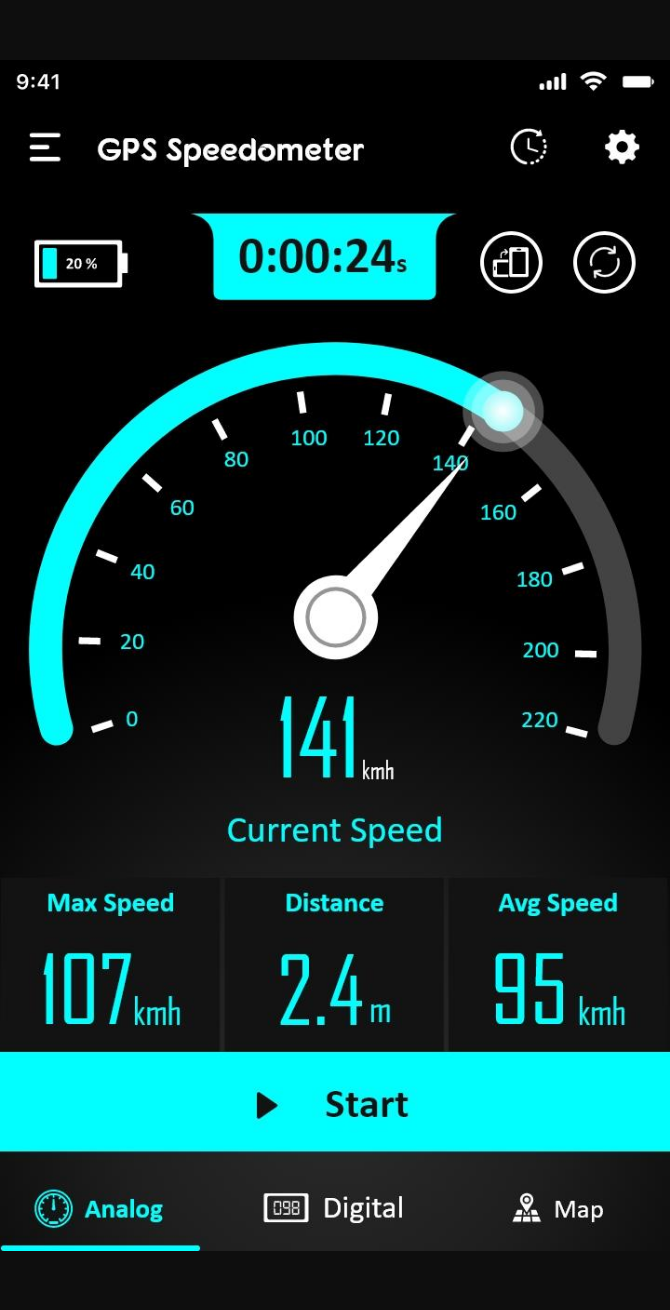 9:41
GPS Speedometer
20 %
0:00:24s
100
120
80
140
60
160
40
180
20
200
0
220
141 kmh
Current Speed
Max Speed
107 kmh
Distance
2.4 m
Avg Speed
95 kmh
Start
Analog
098
Digital
Map